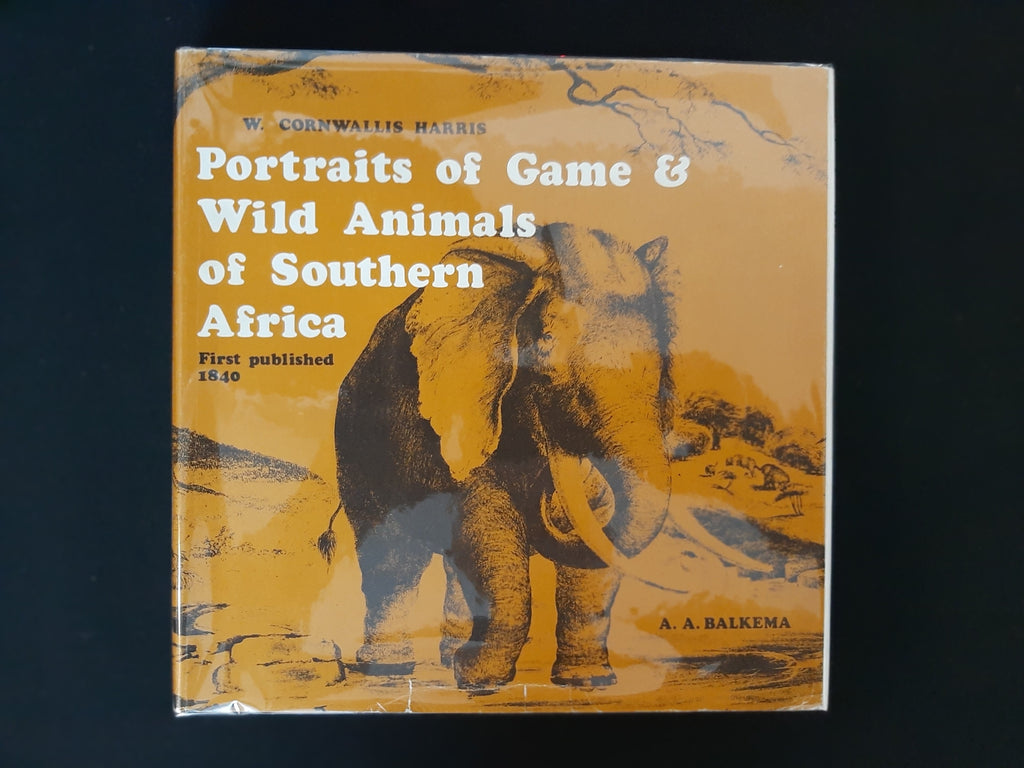 W. CORNWALLIS HARRIS
Portraits of Game &
Wild Animals
of Southern
Africa
First published
1840
A. A. BALKEMA